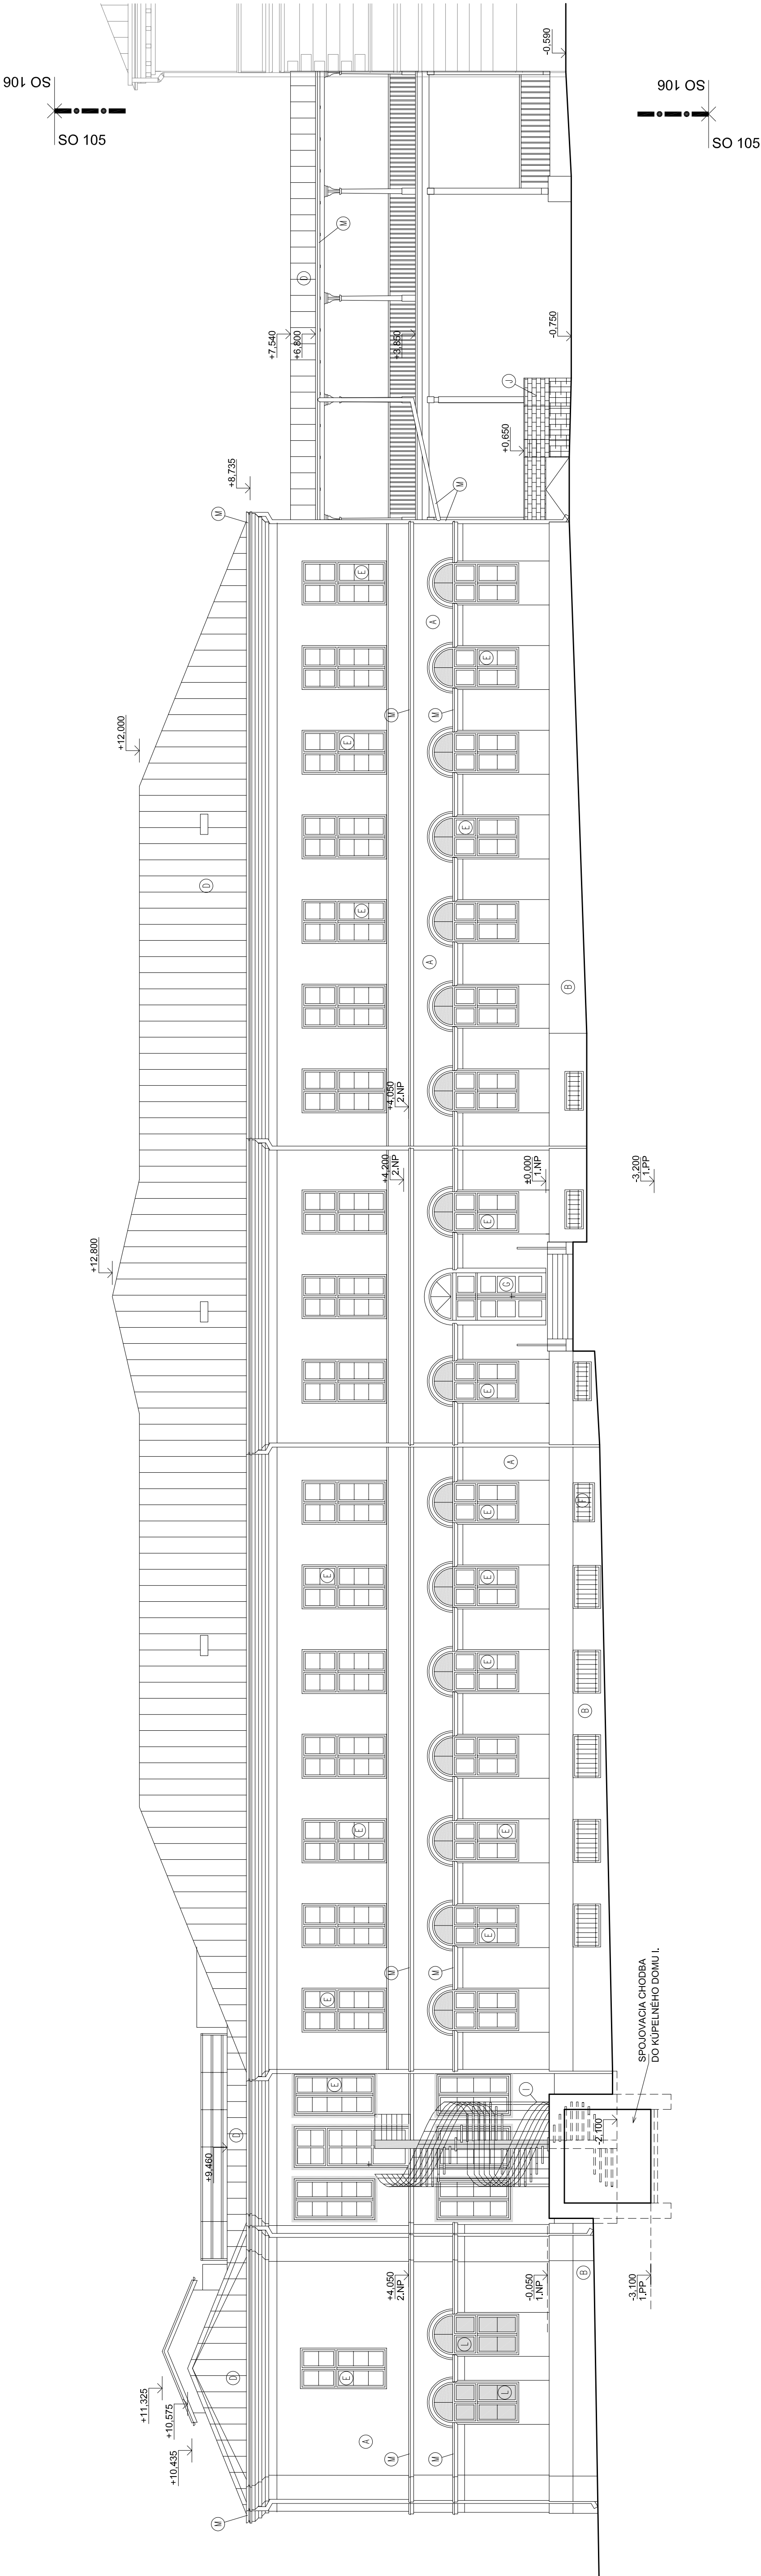 SO 106
SO 105
SO 106
SO 105
-0.590
M
D
+7,540
+6,800
+3,850
-0.750
J
+0,650
+8,735
M
M
E
A
E
+12,000
M
M
E
E
D
E
A
B
+4,050
2.NP
+4,200
2.NP
±0,000
1.NP
-3,200
1.PP
E
+12,800
G
E
A
E
F
E
E
E
B
E
E
E
M
M
E
SPOJOVACIA CHODBA
DO KÚPELNÉHO DOMU I.
E
I
D
+9,460
-2,100
+4,050
2.NP
-0,050
1.NP
B
-3,100
1.PP
L
D
E
L
+11,325
+10,575
+10,435
A
M
M
M